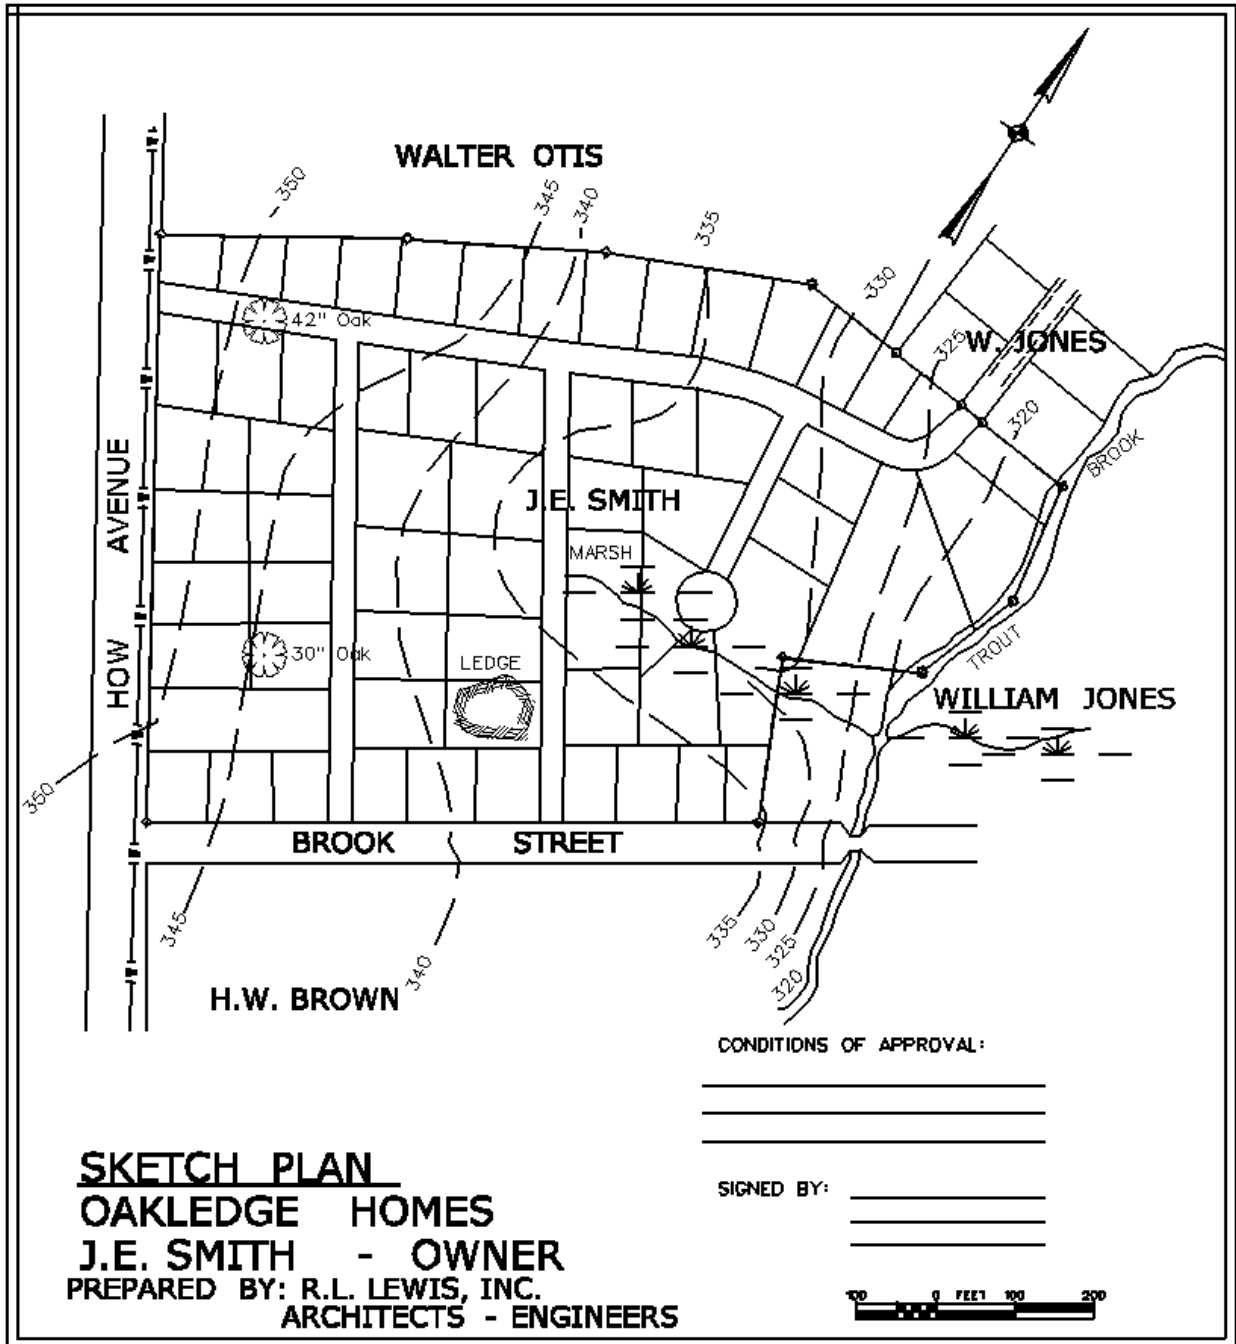 WALTER OTIS
350
345
340
335
330
325
W. JONES
320
42" Oak
BROOK
HOW AVENUE
J.E. SMITH
MARSH
30" Oak
LEDGE
TROUT
WILLIAM JONES
350
BROOK STREET
345
340
335
330
325
320
H.W. BROWN
CONDITIONS OF APPROVAL:
SIGNED BY:
SKETCH PLAN
OAKLEDGE HOMES
J.E. SMITH - OWNER
PREPARED BY: R.L. LEWIS, INC.
ARCHITECTS - ENGINEERS
100 0 FEET 100 200